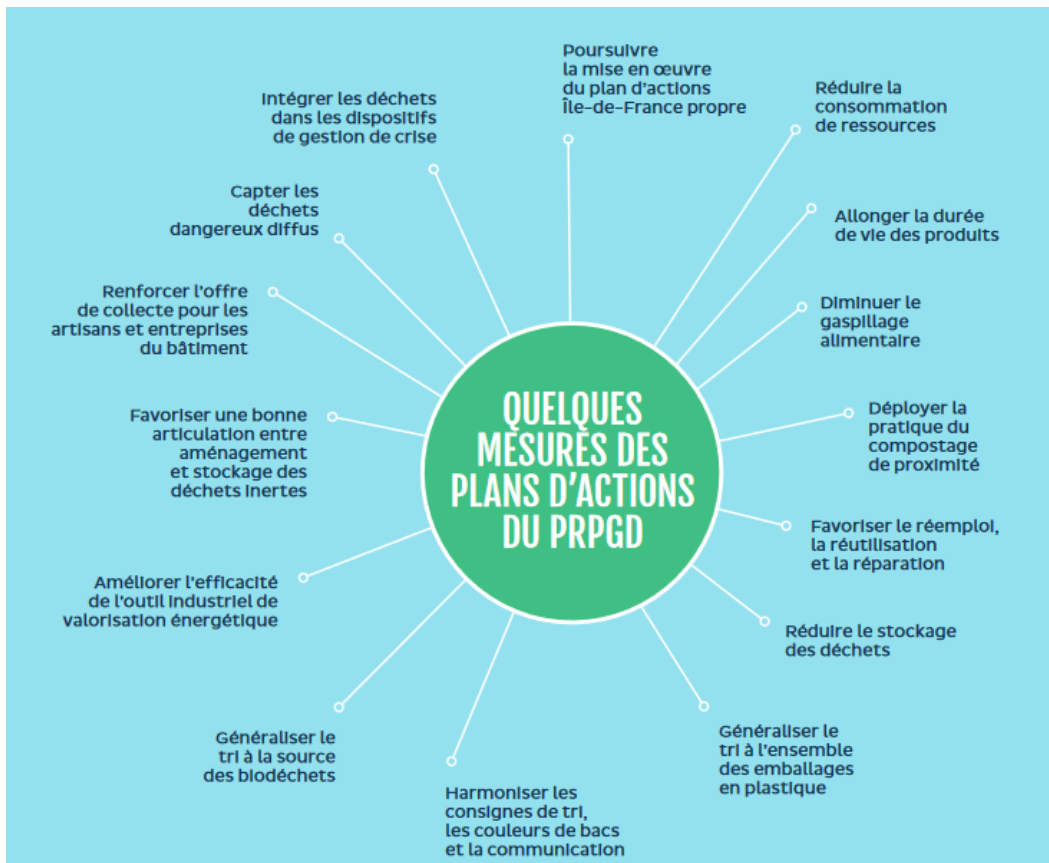 QUELQUES
MESURES DES
PLANS D'ACTIONS
DU PRPGD
Poursuivre
la mise en œuvre
du plan d'actions
Île-de-France propre
Réduire la
consommation
de ressources
Allonger la durée
de vie des produits
Diminuer le
gaspillage
alimentaire
Déployer la
pratique du
compostage
de proximité
Favoriser le réemploi,
la réutilisation
et la réparation
Réduire le stockage
des déchets
Généraliser le
tri à l'ensemble
des emballages
en plastique
Harmoniser les
consignes de tri,
les couleurs de bacs
et la communication
Généraliser le
tri à la source
des biodéchets
Améliorer l'efficacité
de l'outil industriel de
valorisation énergétique
Favoriser une bonne
articulation entre
aménagement
et stockage des
déchets inertes
Renforcer l'offre
de collecte pour les
artisans et entreprises
du bâtiment
Capter les
déchets
dangereux diffus
Intégrer les déchets
dans les dispositifs
de gestion de crise